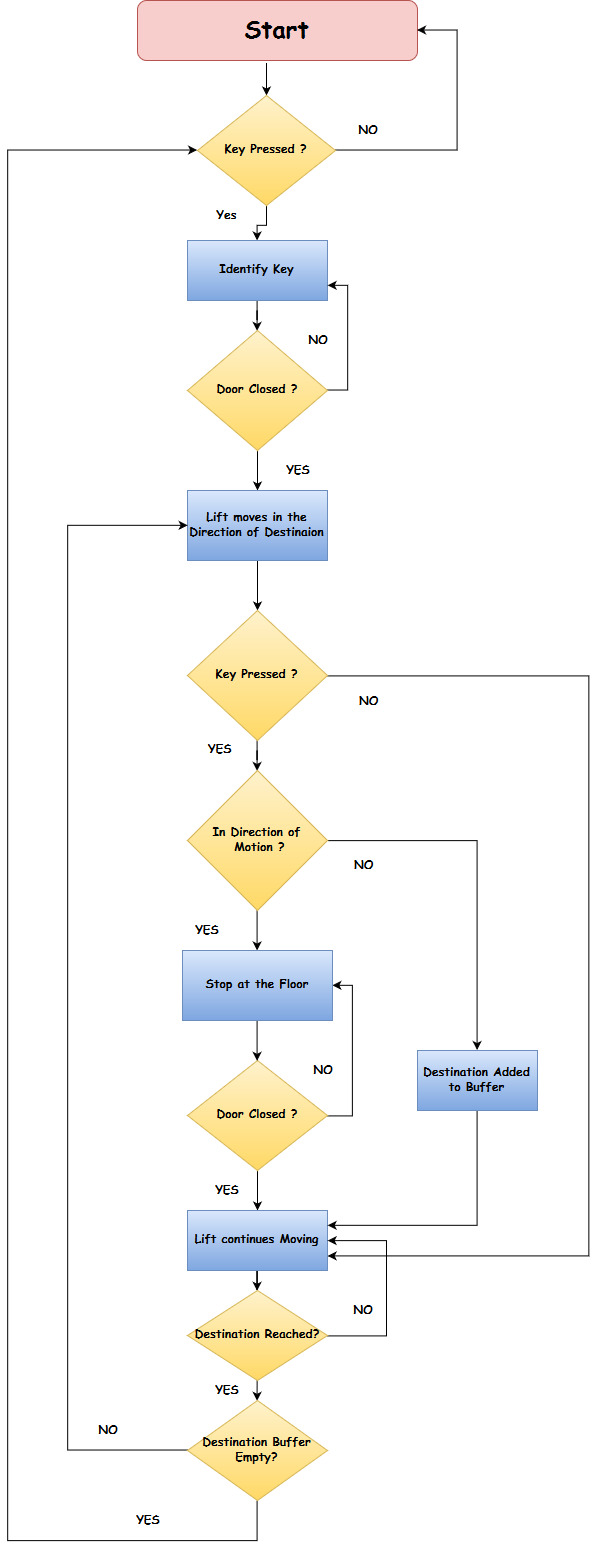 Start
NO
Key Pressed ?
Yes
Identify Key
NO
Door Closed ?
YES
Lift moves in the
Direction of Destinaion
Key Pressed ?
NO
YES
In Direction of
Motion ?
NO
YES
Stop at the Floor
NO
Destination Added
to Buffer
Door Closed ?
YES
Lift continues Moving
NO
Destination Reached?
YES
NO
Destination Buffer
Empty?
YES